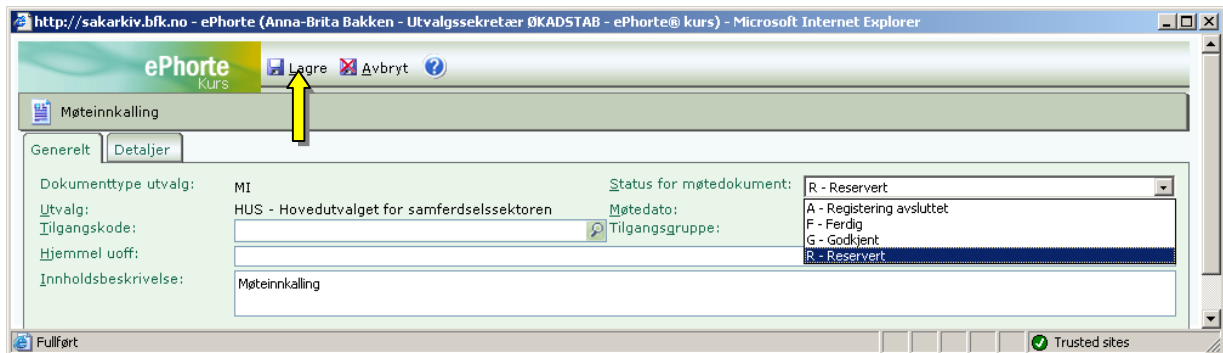 http://sakarkiv.bfk.no - ePhorte (Anna-Brita Bakken - Utvalgssekretær ØKADSTAB - ePhorte® kurs) - Microsoft Internet Explorer
ePhorte Kurs
Lagre Avbryt ?
Møteinnkalling
Generelt Detaljer
Dokumenttype utvalg: MI Status for møtedokument: R - Reservert
Utvalg: HUS - Hovedutvalget for samferdselssektoren Møtedato: A - Registering avsluttet
Tilgangskode: Tilgangsgruppe: F - Ferdig
G - Godkjent
Hjemmel uoff: R - Reservert
Innholdsbeskrivelse: Møteinnkalling
Fullført Trusted sites